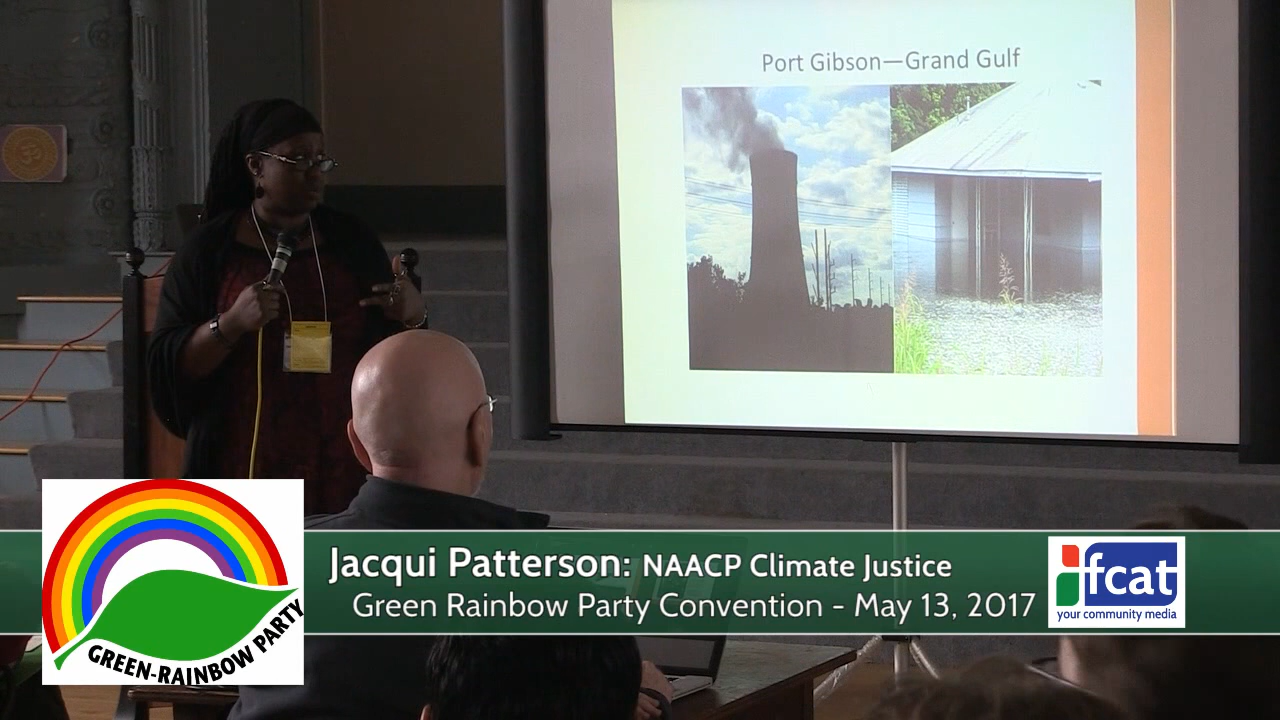 Port Gibson—Grand Gulf
Jacqui Patterson: NAACP Climate Justice
Green Rainbow Party Convention - May 13, 2017
GREEN-RAINBOW PARTY
fcat
your community media